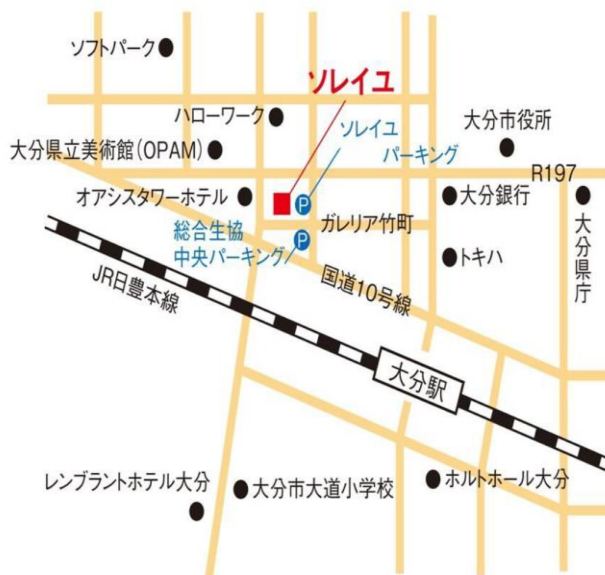 ソフトパーク
ソレイユ
ハローワーク
ソレイユ
パーキング
大分市役所
大分県立美術館(OPAM)
R197
オアシスタワーホテル
P
大分銀行
大分県庁
ガレリア竹町
総合生協
中央パーキング
P
トキハ
国道10号線
JR日豊本線
大分駅
レンブラントホテル大分
大分市大道小学校
ホルトホール大分